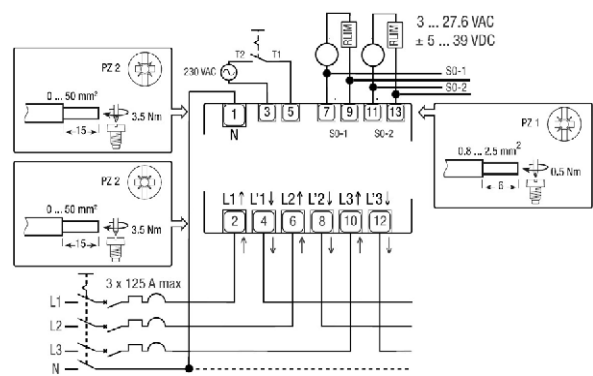 3 ... 27.6 VAC
± 5 ... 39 VDC
RLIM
RLIM
T2
T1
230 VAC
S0-1
S0-2
PZ 2
0 ... 50 mm²
15
3.5 Nm
1
3
5
7
9
11
13
N
S0-1
S0-2
PZ 1
0.8 ... 2.5 mm²
6
0.5 Nm
PZ 2
0 ... 50 mm²
15
3.5 Nm
L1↑ L'1↓ L2↑ L'2↓ L3↑ L'3↓
2
4
6
8
10
12
3 x 125 A max
L1
L2
L3
N